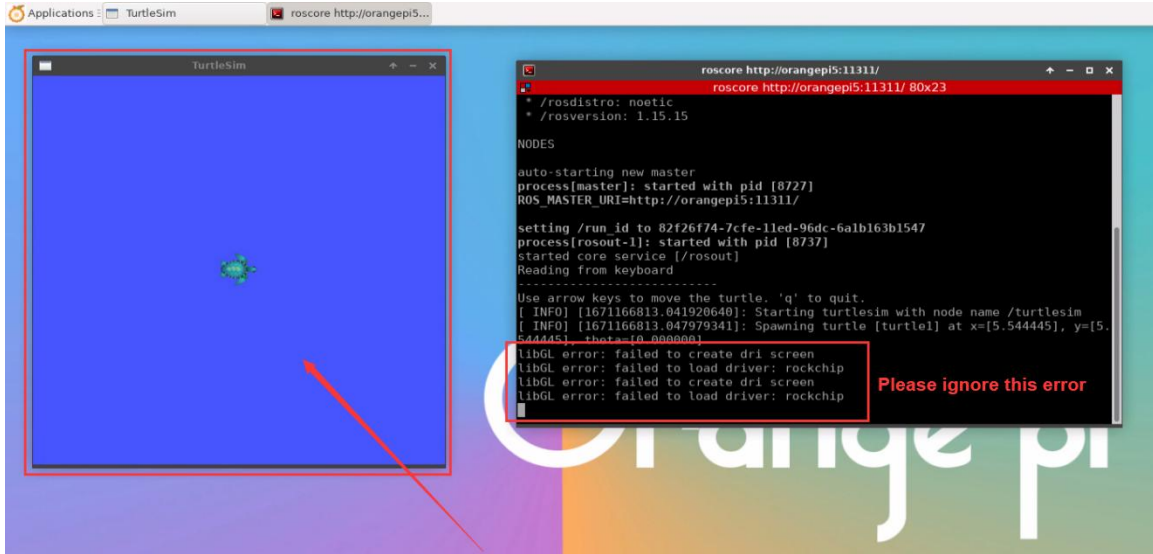 Applications
TurtleSim
roscore http://orangepi5...
TurtleSim
roscore http://orangepi5:11311/
roscore http://orangepi5:11311/ 80x23
* /rosdistro: noetic
* /rosversion: 1.15.15
NODES
auto-starting new master
process[master]: started with pid [8727]
ROS_MASTER_URI=http://orangepi5:11311/
setting /run_id to 82f26f74-7cfe-11ed-96dc-6a1b163b1547
process[rosout-1]: started with pid [8737]
started core service [/rosout]
Reading from keyboard
---------------------------
Use arrow keys to move the turtle. 'q' to quit.
[ INFO] [1671166813.041920640]: Starting turtlesim with node name /turtlesim
[ INFO] [1671166813.047979341]: Spawning turtle [turtle1] at x=[5.544445], y=[5.
544445], theta=[0.000000]
libGL error: failed to create dri screen
libGL error: failed to load driver: rockchip
libGL error: failed to create dri screen
libGL error: failed to load driver: rockchip
Please ignore this error
Orange pi